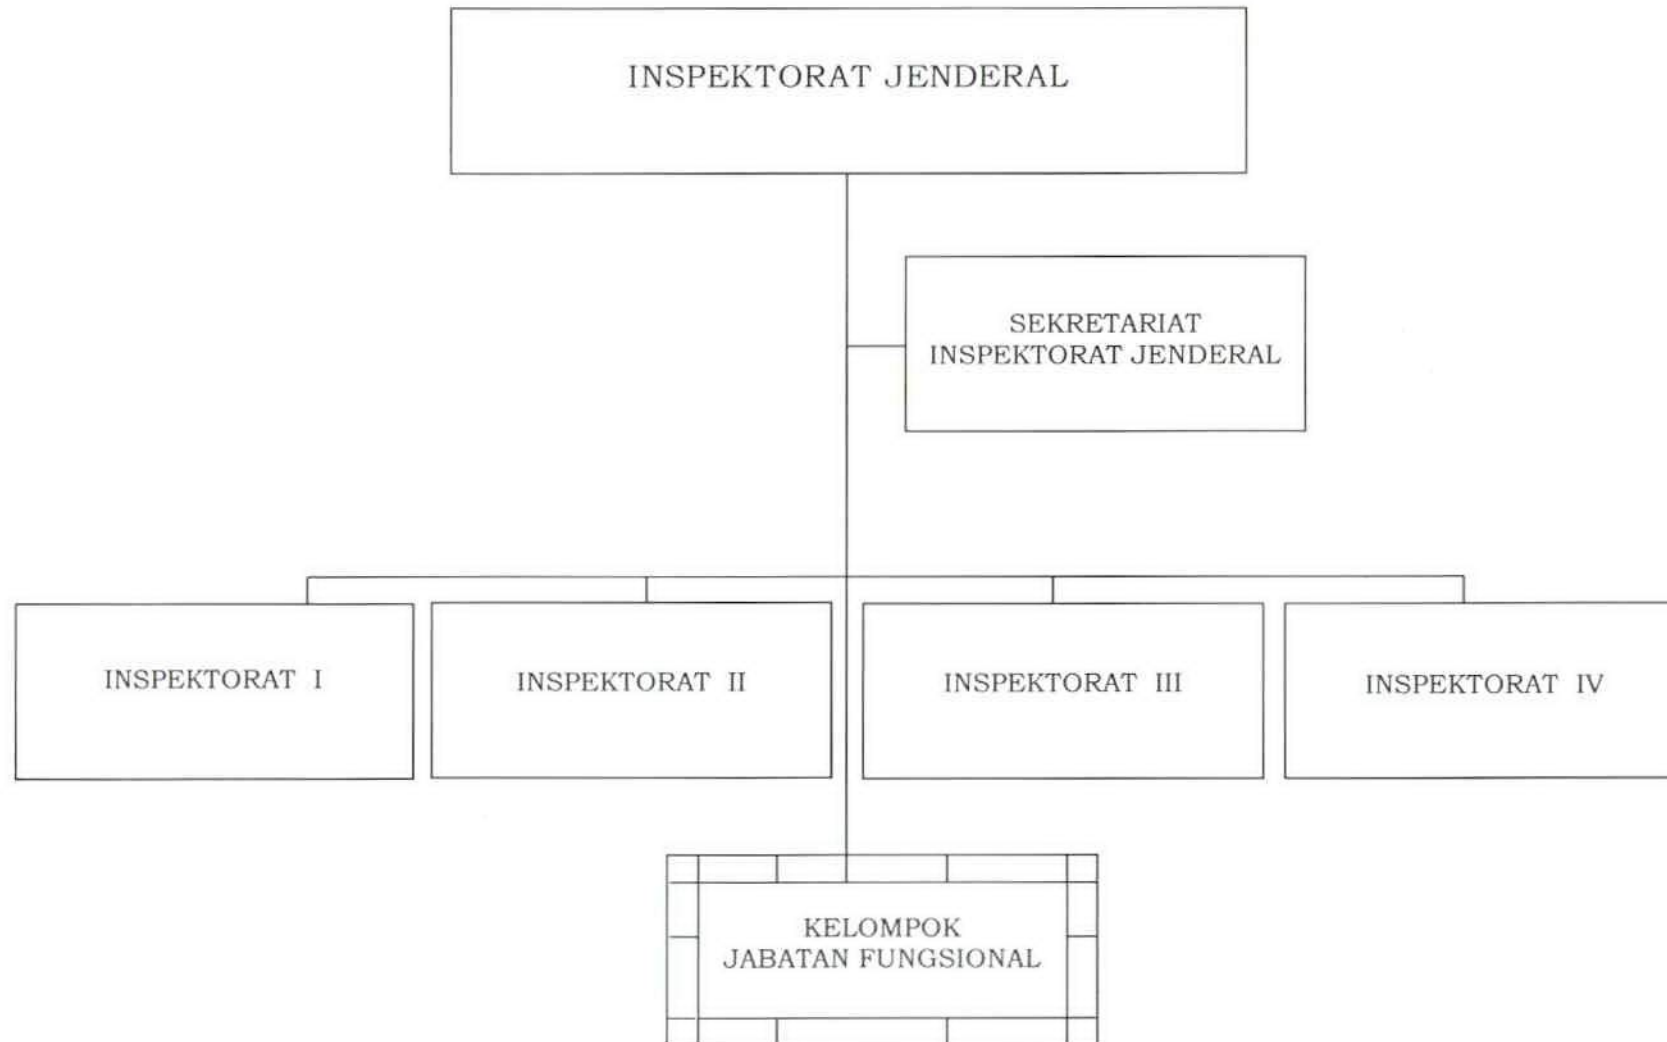 INSPEKTORAT JENDERAL
SEKRETARIAT
INSPEKTORAT JENDERAL
INSPEKTORAT I
INSPEKTORAT II
INSPEKTORAT III
INSPEKTORAT IV
KELOMPOK
JABATAN FUNGSIONAL